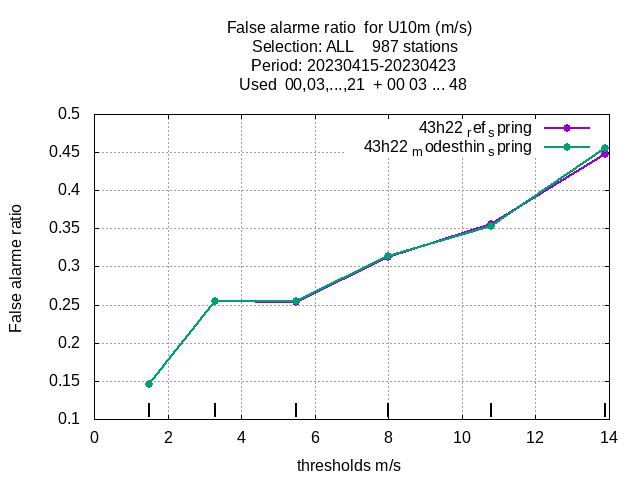 False alarme ratio  for U10m (m/s)
Selection: ALL    987 stations
Period: 20230415-20230423
Used  00,03,...,21  + 00 03 ... 48
0.5
0.45
0.4
0.35
0.3
0.25
0.2
0.15
0.1
False alarme ratio
43h22 ref spring
43h22 modesthin spring
0 2 4 6 8 10 12 14
thresholds m/s